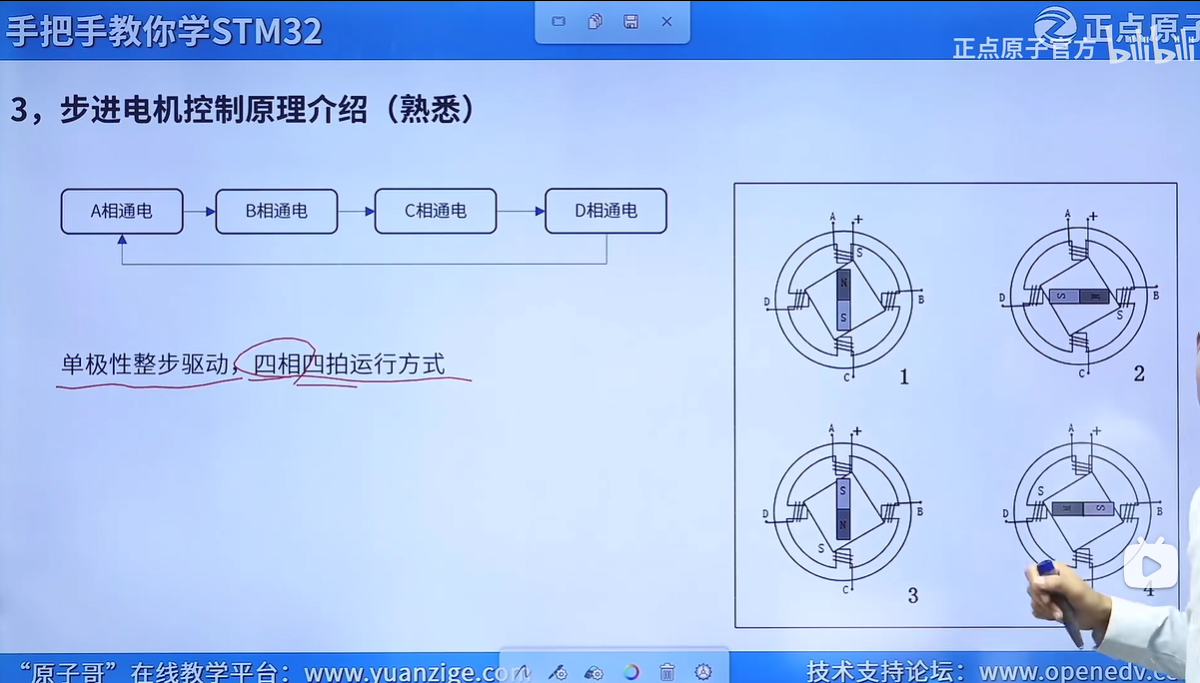 手把手教你学STM32
正点原子
正点原子官方 bilibili
3，步进电机控制原理介绍（熟悉）
A相通电
B相通电
C相通电
D相通电
单极性整步驱动，四相四拍运行方式
A +
S
N
S
D
B
C
1
A +
S
N
D
B
S
C
2
A +
S
N
D
B
S
C
3
A +
S
N
S
D
B
4
“原子哥”在线教学平台：www.yuanzige.com
技术支持论坛：www.openedv.c